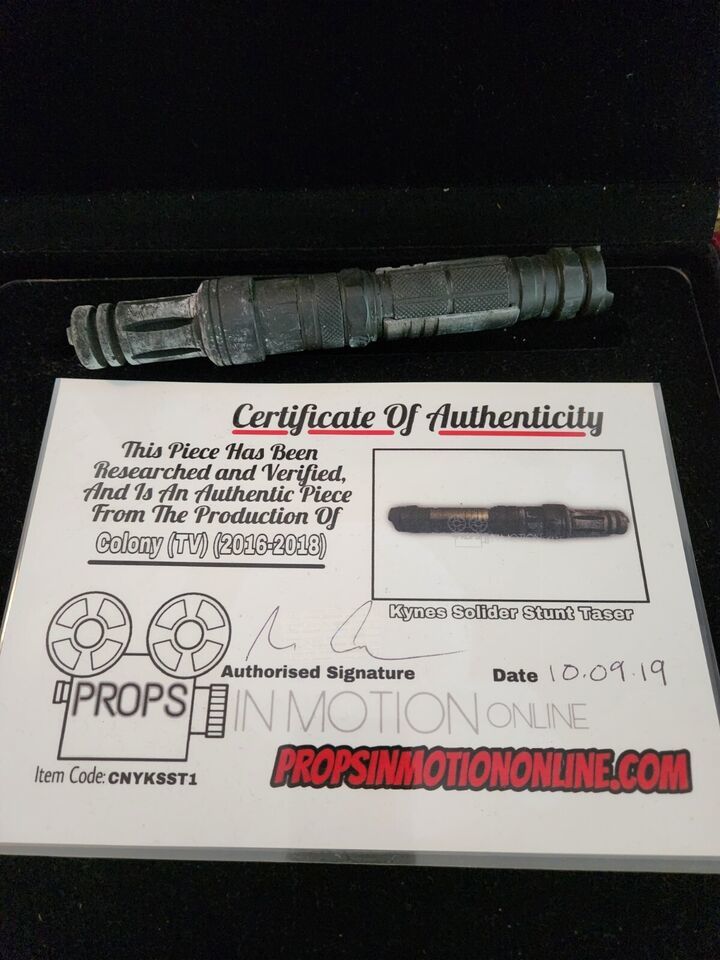 Certificate Of Authenticity
This Piece Has Been
Researched and Verified,
And Is An Authentic Piece
From The Production Of
Colony (TV) (2016-2018)
Kynes Solider Stunt Taser
Authorised Signature
Date 10.09.19
PROPS
IN MOTION ONLINE
PROPSINMOTIONONLINE.COM
Item Code: CNYKSST1